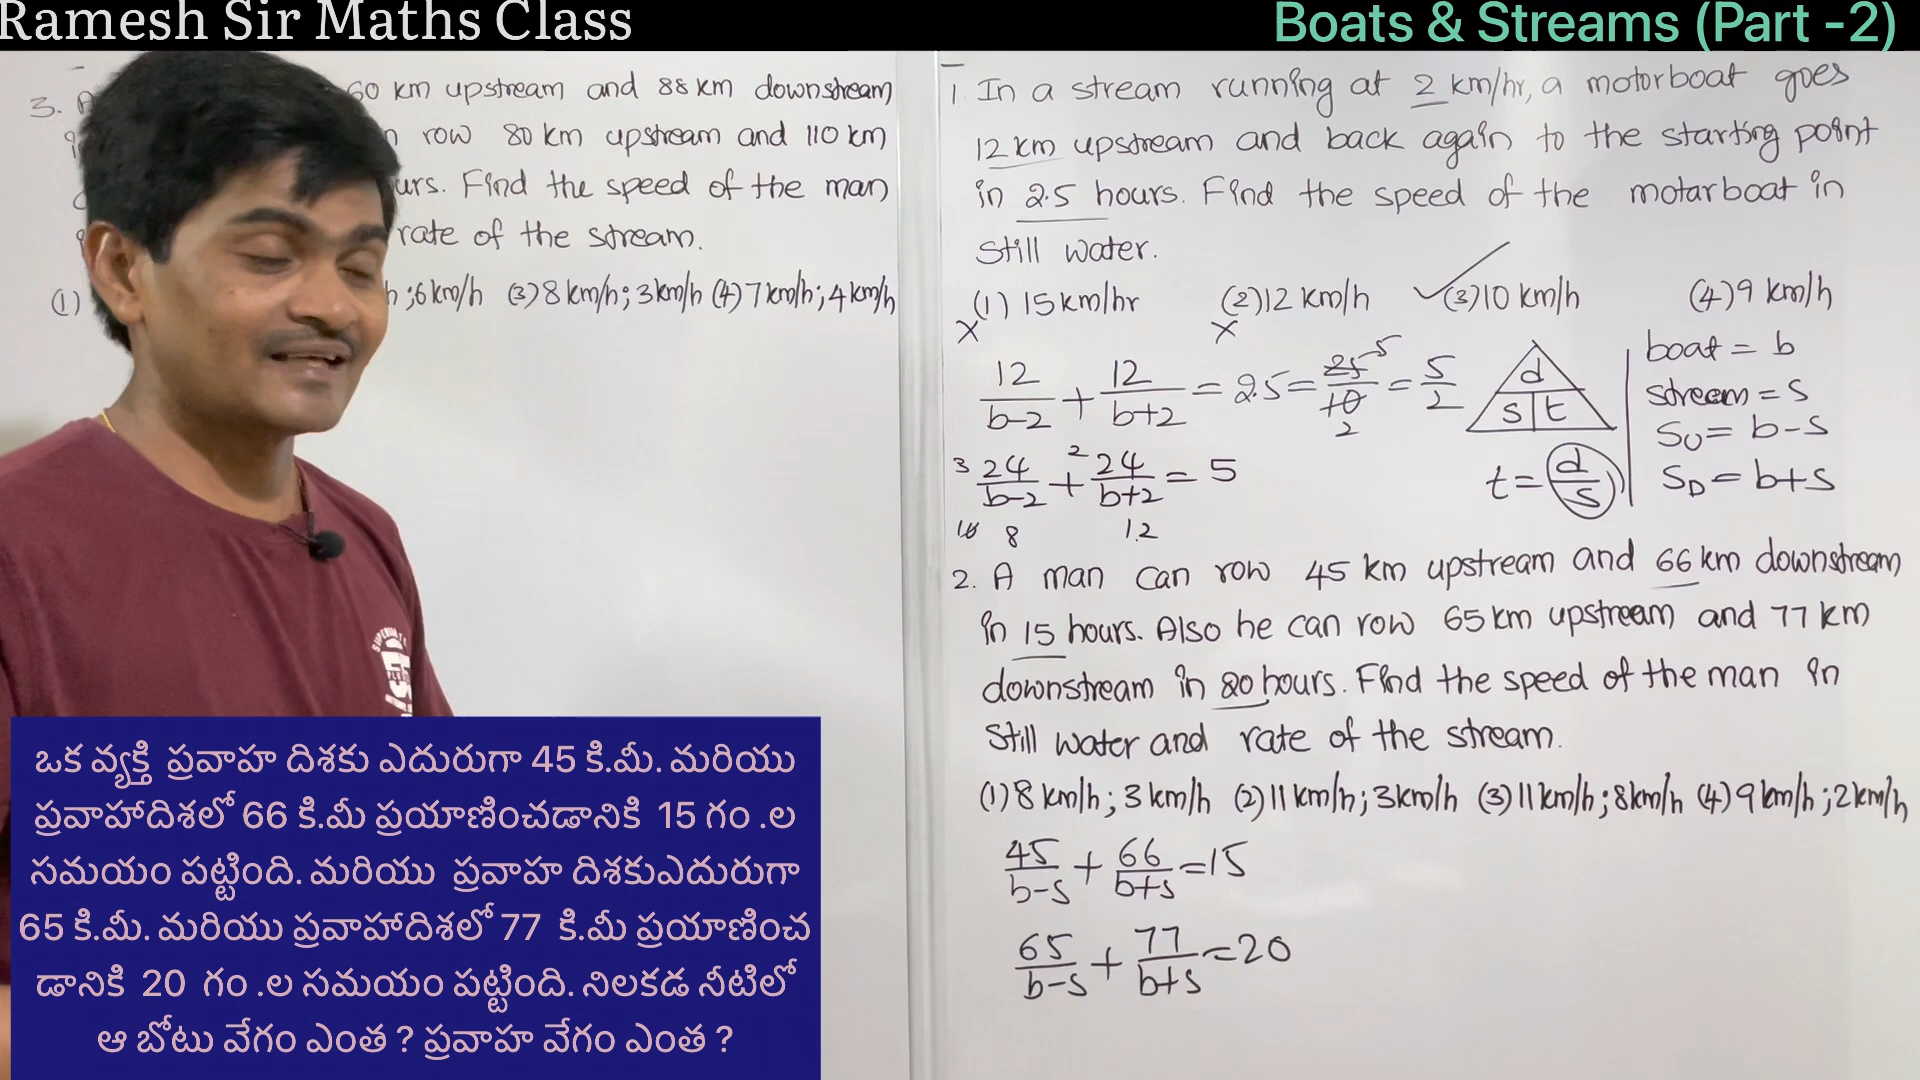 Ramesh Sir Maths Class
Boats & Streams (Part -2)
3. A 60 km upstream and 88 km downstream
row 80 km upstream and 110 km
urs. Find the speed of the man
rate of the stream.
(1) ;6 km/h (3) 8 km/h; 3 km/h (4) 7 km/h; 4 km/h
1. In a stream running at 2 km/hr, a motorboat goes
12 km upstream and back again to the starting point
in 2.5 hours. Find the speed of the motarboat in
Still water.
(1) 15 km/hr (2) 12 km/h (3) 10 km/h (4) 9 km/h
12/b-2 + 12/b+2 = 2.5 = 25/10 = 5/2
24/b-2 + 24/b+2 = 5
10 8 12
d
s t
t = d/s
boat = b
streem = s
SU = b-s
SD = b+s
2. A man can row 45 km upstream and 66 km downstream
in 15 hours. Also he can row 65 km upstream and 77 km
downstream in 20 hours. Find the speed of the man in
Still water and rate of the stream.
(1) 8 km/h; 3 km/h (2) 11 km/h; 3 km/h (3) 11 km/h; 8 km/h (4) 9 km/h; 2 km/h
45/b-s + 66/b+s = 15
65/b-s + 77/b+s = 20
ఒక వ్యక్తి ప్రవాహ దిశకు ఎదురుగా 45 కి.మీ. మరియు
ప్రవాహాదిశలో 66 కి.మీ ప్రయాణించడానికి 15 గం .ల
సమయం పట్టింది. మరియు ప్రవాహ దిశకుఎదురుగా
65 కి.మీ. మరియు ప్రవాహాదిశలో 77 కి.మీ ప్రయాణించ
డానికి 20 గం .ల సమయం పట్టింది. నిలకడ నీటిలో
ఆ బోటు వేగం ఎంత ? ప్రవాహ వేగం ఎంత ?